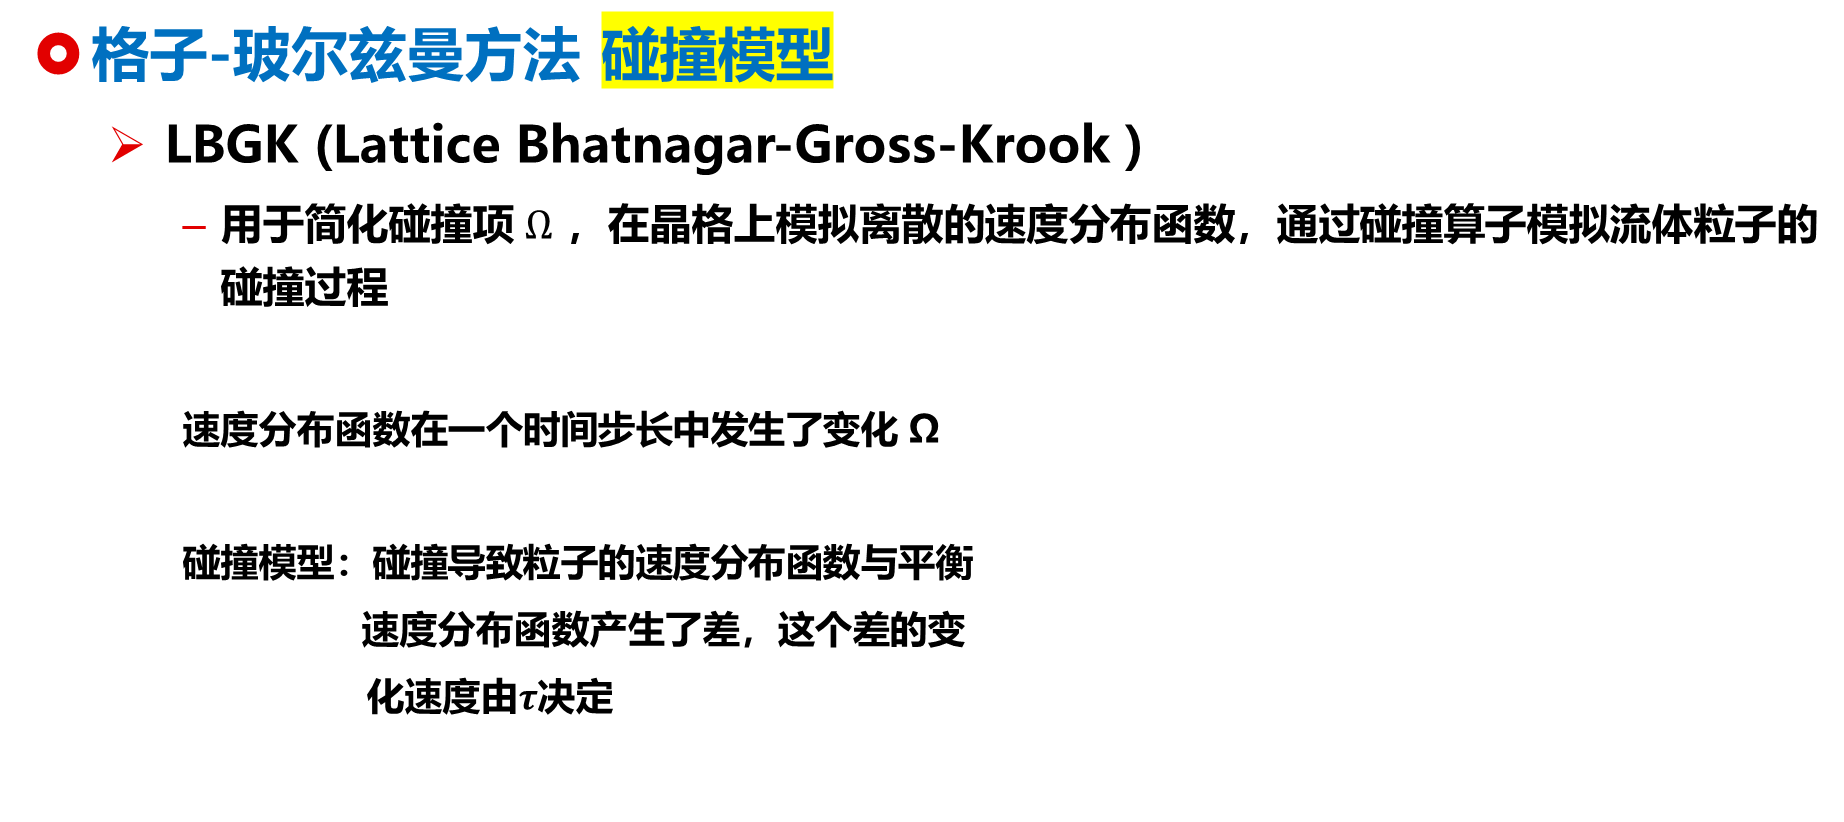 格子-玻尔兹曼方法 碰撞模型
LBGK (Lattice Bhatnagar-Gross-Krook )
– 用于简化碰撞项 Ω ，在晶格上模拟离散的速度分布函数，通过碰撞算子模拟流体粒子的
碰撞过程
速度分布函数在一个时间步长中发生了变化 Ω
碰撞模型：碰撞导致粒子的速度分布函数与平衡
速度分布函数产生了差，这个差的变
化速度由τ决定